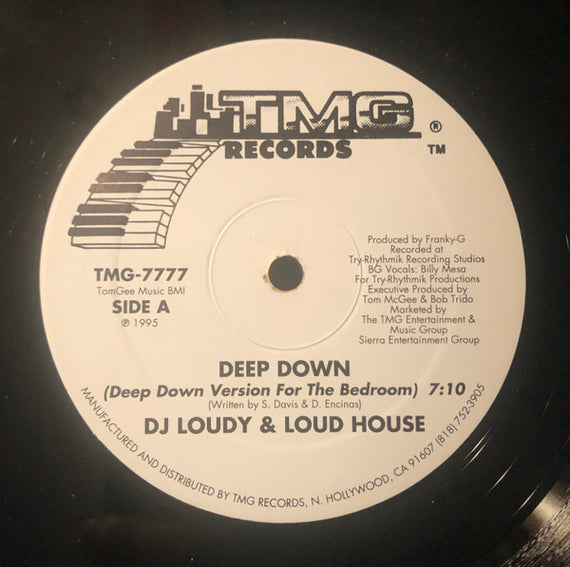 TMG ®
RECORDS TM
TMG-7777
TomGee Music BMI
SIDE A
℗ 1995
Produced by Franky-G
Recorded at
Try-Rhythmik Recording Studios
BG Vocals: Billy Mesa
For Try-Rhythmik Productions
Executive Produced by
Tom McGee & Bob Trido
Marketed by
The TMG Entertainment &
Music Group
Sierra Entertainment Group
DEEP DOWN
(Deep Down Version For The Bedroom) 7:10
(Written by S. Davis & D. Encinas)
DJ LOUDY & LOUD HOUSE
MANUFACTURED AND DISTRIBUTED BY TMG RECORDS, N. HOLLYWOOD, CA 91607 (818) 752-3905